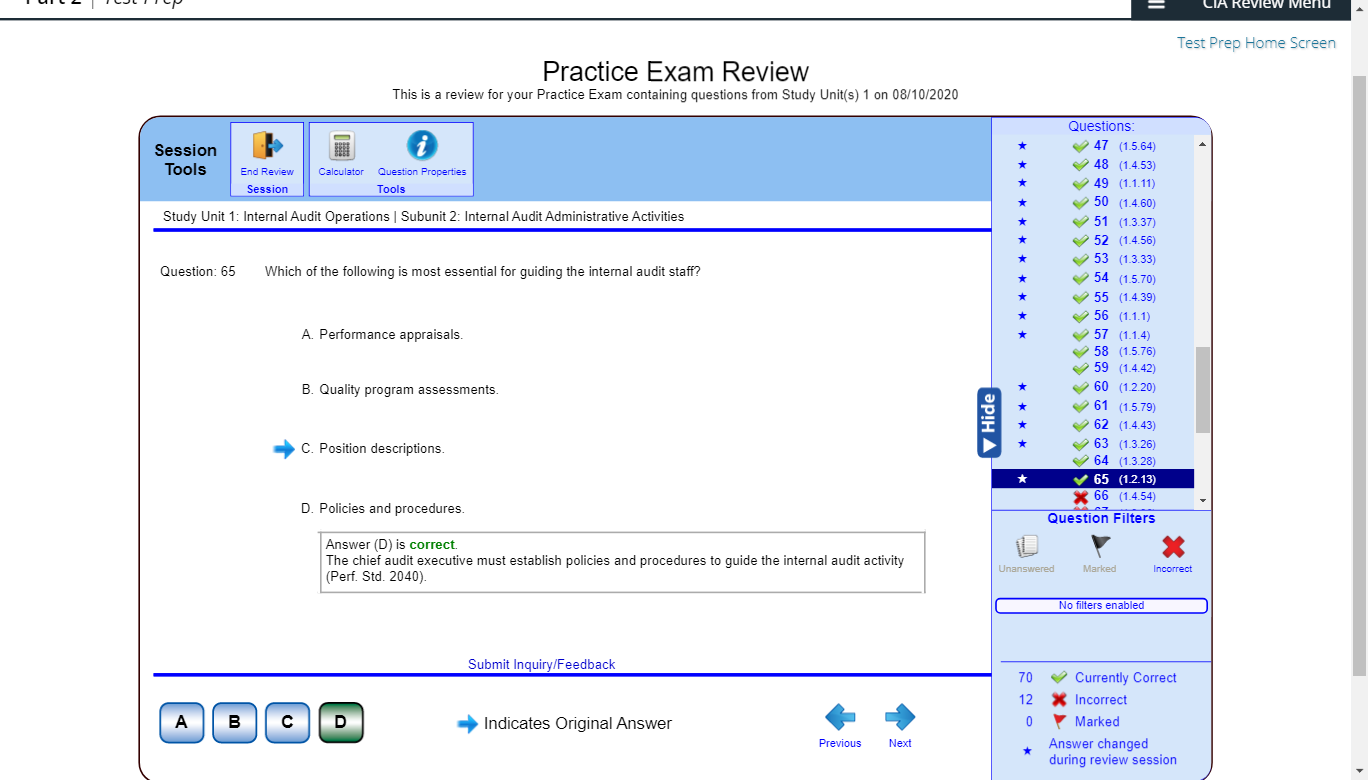 Part 2 | Test Prep
CIA Review Menu
Test Prep Home Screen
Practice Exam Review
This is a review for your Practice Exam containing questions from Study Unit(s) 1 on 08/10/2020
Session
Tools
End Review
Session
Calculator
Question Properties
Tools
Study Unit 1: Internal Audit Operations | Subunit 2: Internal Audit Administrative Activities
Question: 65 Which of the following is most essential for guiding the internal audit staff?
A. Performance appraisals.
B. Quality program assessments.
C. Position descriptions.
D. Policies and procedures.
Answer (D) is correct.
The chief audit executive must establish policies and procedures to guide the internal audit activity
(Perf. Std. 2040).
Submit Inquiry/Feedback
A B C D
Indicates Original Answer
Previous
Next
Hide
Questions:
47 (1.5.64)
48 (1.4.53)
49 (1.1.11)
50 (1.4.60)
51 (1.3.37)
52 (1.4.56)
53 (1.3.33)
54 (1.5.70)
55 (1.4.39)
56 (1.1.1)
57 (1.1.4)
58 (1.5.76)
59 (1.4.42)
60 (1.2.20)
61 (1.5.79)
62 (1.4.43)
63 (1.3.26)
64 (1.3.28)
65 (1.2.13)
66 (1.4.54)
Question Filters
Unanswered
Marked
Incorrect
No filters enabled
70 Currently Correct
12 Incorrect
0 Marked
Answer changed
during review session